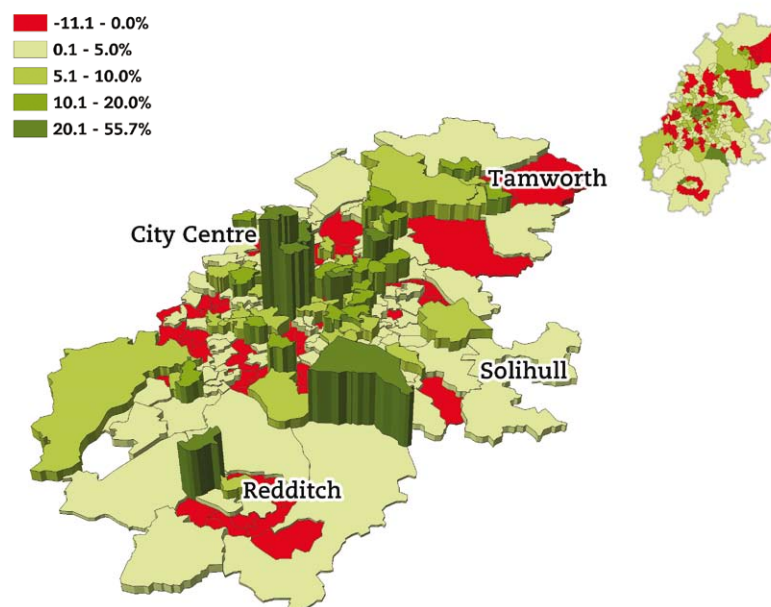 -11.1 - 0.0%
0.1 - 5.0%
5.1 - 10.0%
10.1 - 20.0%
20.1 - 55.7%
Tamworth
City Centre
Solihull
Redditch